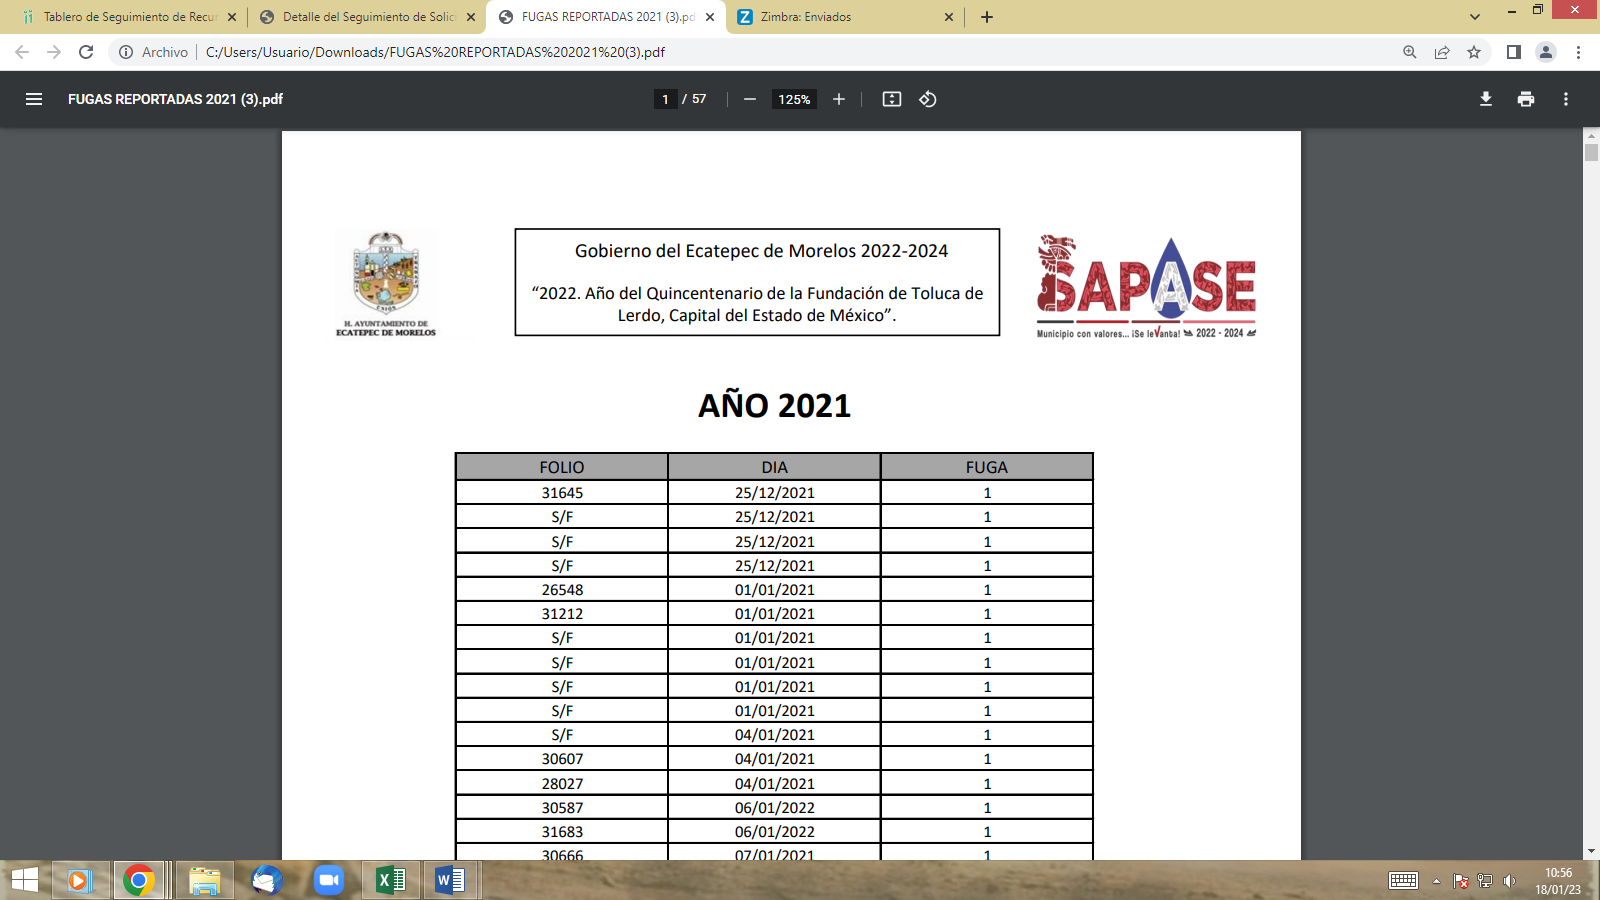 Tablero de Seguimiento de Recur
Detalle del Seguimiento de Solici
FUGAS REPORTADAS 2021 (3).pd
Zimbra: Enviados
Archivo
C:/Users/Usuario/Downloads/FUGAS%20REPORTADAS%202021%20(3).pdf
FUGAS REPORTADAS 2021 (3).pdf
1 / 57
125%
H. AYUNTAMIENTO DE
ECATEPEC DE MORELOS
Gobierno del Ecatepec de Morelos 2022-2024
“2022. Año del Quincentenario de la Fundación de Toluca de
Lerdo, Capital del Estado de México”.
SAPASE
Municipio con valores... ¡Se leVanta! 2022 - 2024
AÑO 2021
FOLIO DIA FUGA
31645 25/12/2021 1
S/F 25/12/2021 1
S/F 25/12/2021 1
S/F 25/12/2021 1
26548 01/01/2021 1
31212 01/01/2021 1
S/F 01/01/2021 1
S/F 01/01/2021 1
S/F 01/01/2021 1
S/F 01/01/2021 1
S/F 04/01/2021 1
30607 04/01/2021 1
28027 04/01/2021 1
30587 06/01/2022 1
31683 06/01/2022 1
30666 07/01/2021 1
10:56
18/01/23